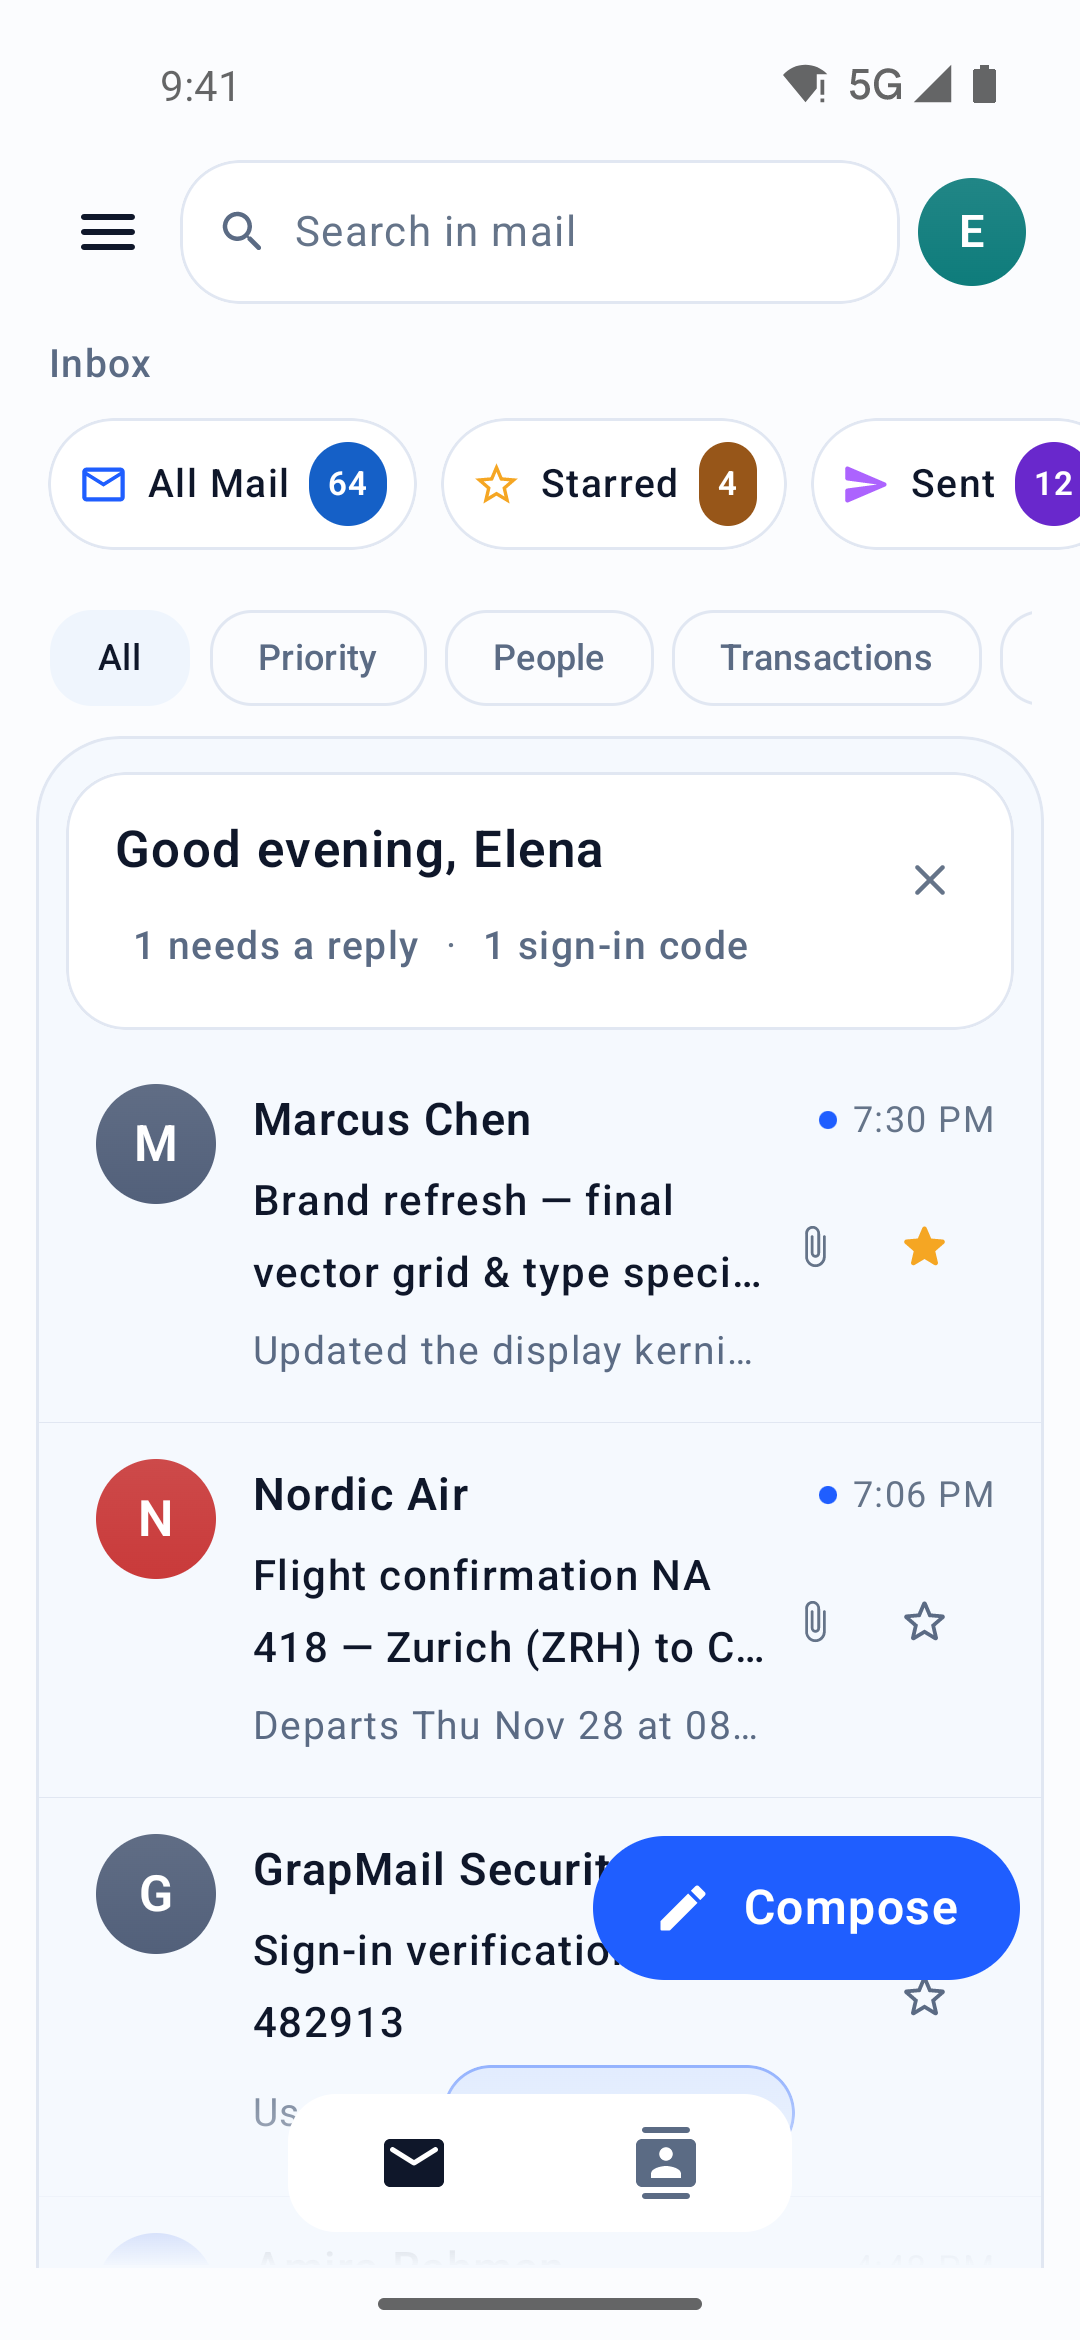 9:41
5G
Search in mail
E
Inbox
All Mail 64
Starred 4
Sent 12
All
Priority
People
Transactions
Good evening, Elena
1 needs a reply · 1 sign-in code
M
Marcus Chen
7:30 PM
Brand refresh — final
vector grid & type speci...
Updated the display kerni...
N
Nordic Air
7:06 PM
Flight confirmation NA
418 — Zurich (ZRH) to C...
Departs Thu Nov 28 at 08...
G
GrapMail Securit
Compose
Sign-in verificatio
482913
Us